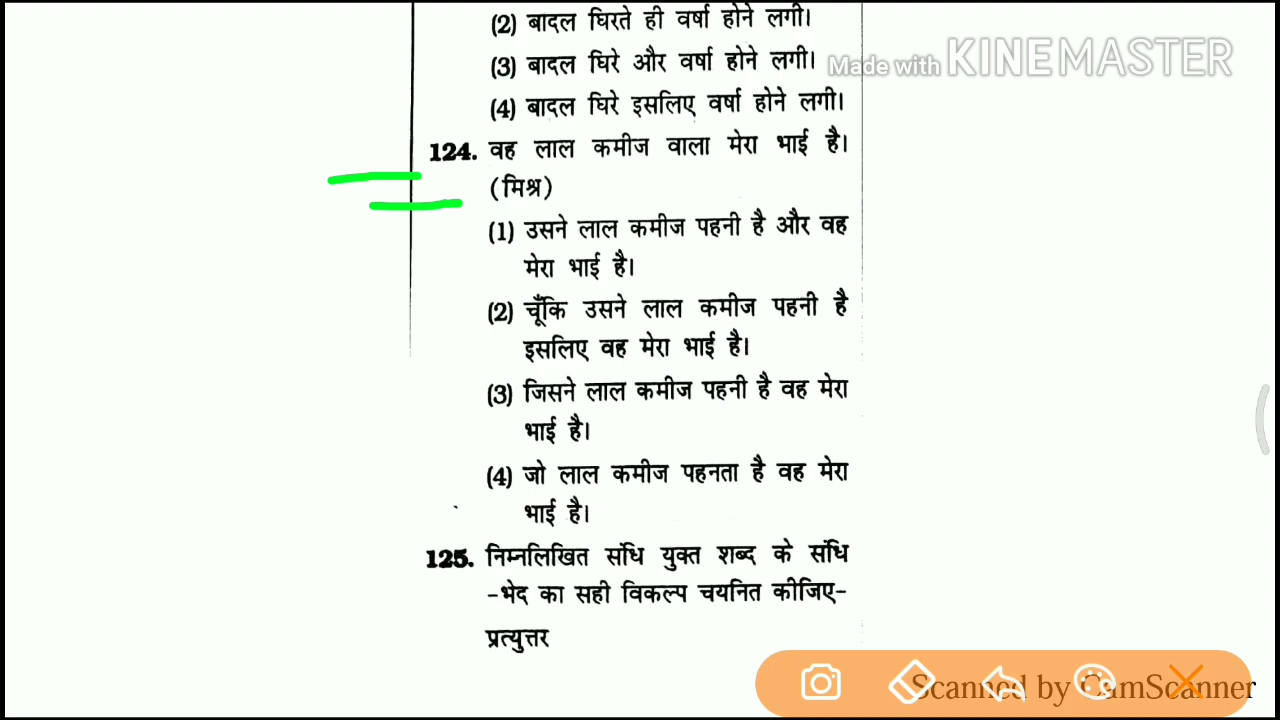 (2) बादल घिरते ही वर्षा होने लगी।
(3) बादल घिरे और वर्षा होने लगी।
Made with KINEMASTER
(4) बादल घिरे इसलिए वर्षा होने लगी।
124. वह लाल कमीज वाला मेरा भाई है।
(मिश्र)
(1) उसने लाल कमीज पहनी है और वह
मेरा भाई है।
(2) चूँकि उसने लाल कमीज पहनी है
इसलिए वह मेरा भाई है।
(3) जिसने लाल कमीज पहनी है वह मेरा
भाई है।
(4) जो लाल कमीज पहनता है वह मेरा
भाई है।
125. निम्नलिखित संधि युक्त शब्द के संधि
-भेद का सही विकल्प चयनित कीजिए-
प्रत्युत्तर
Scanned by CamScanner